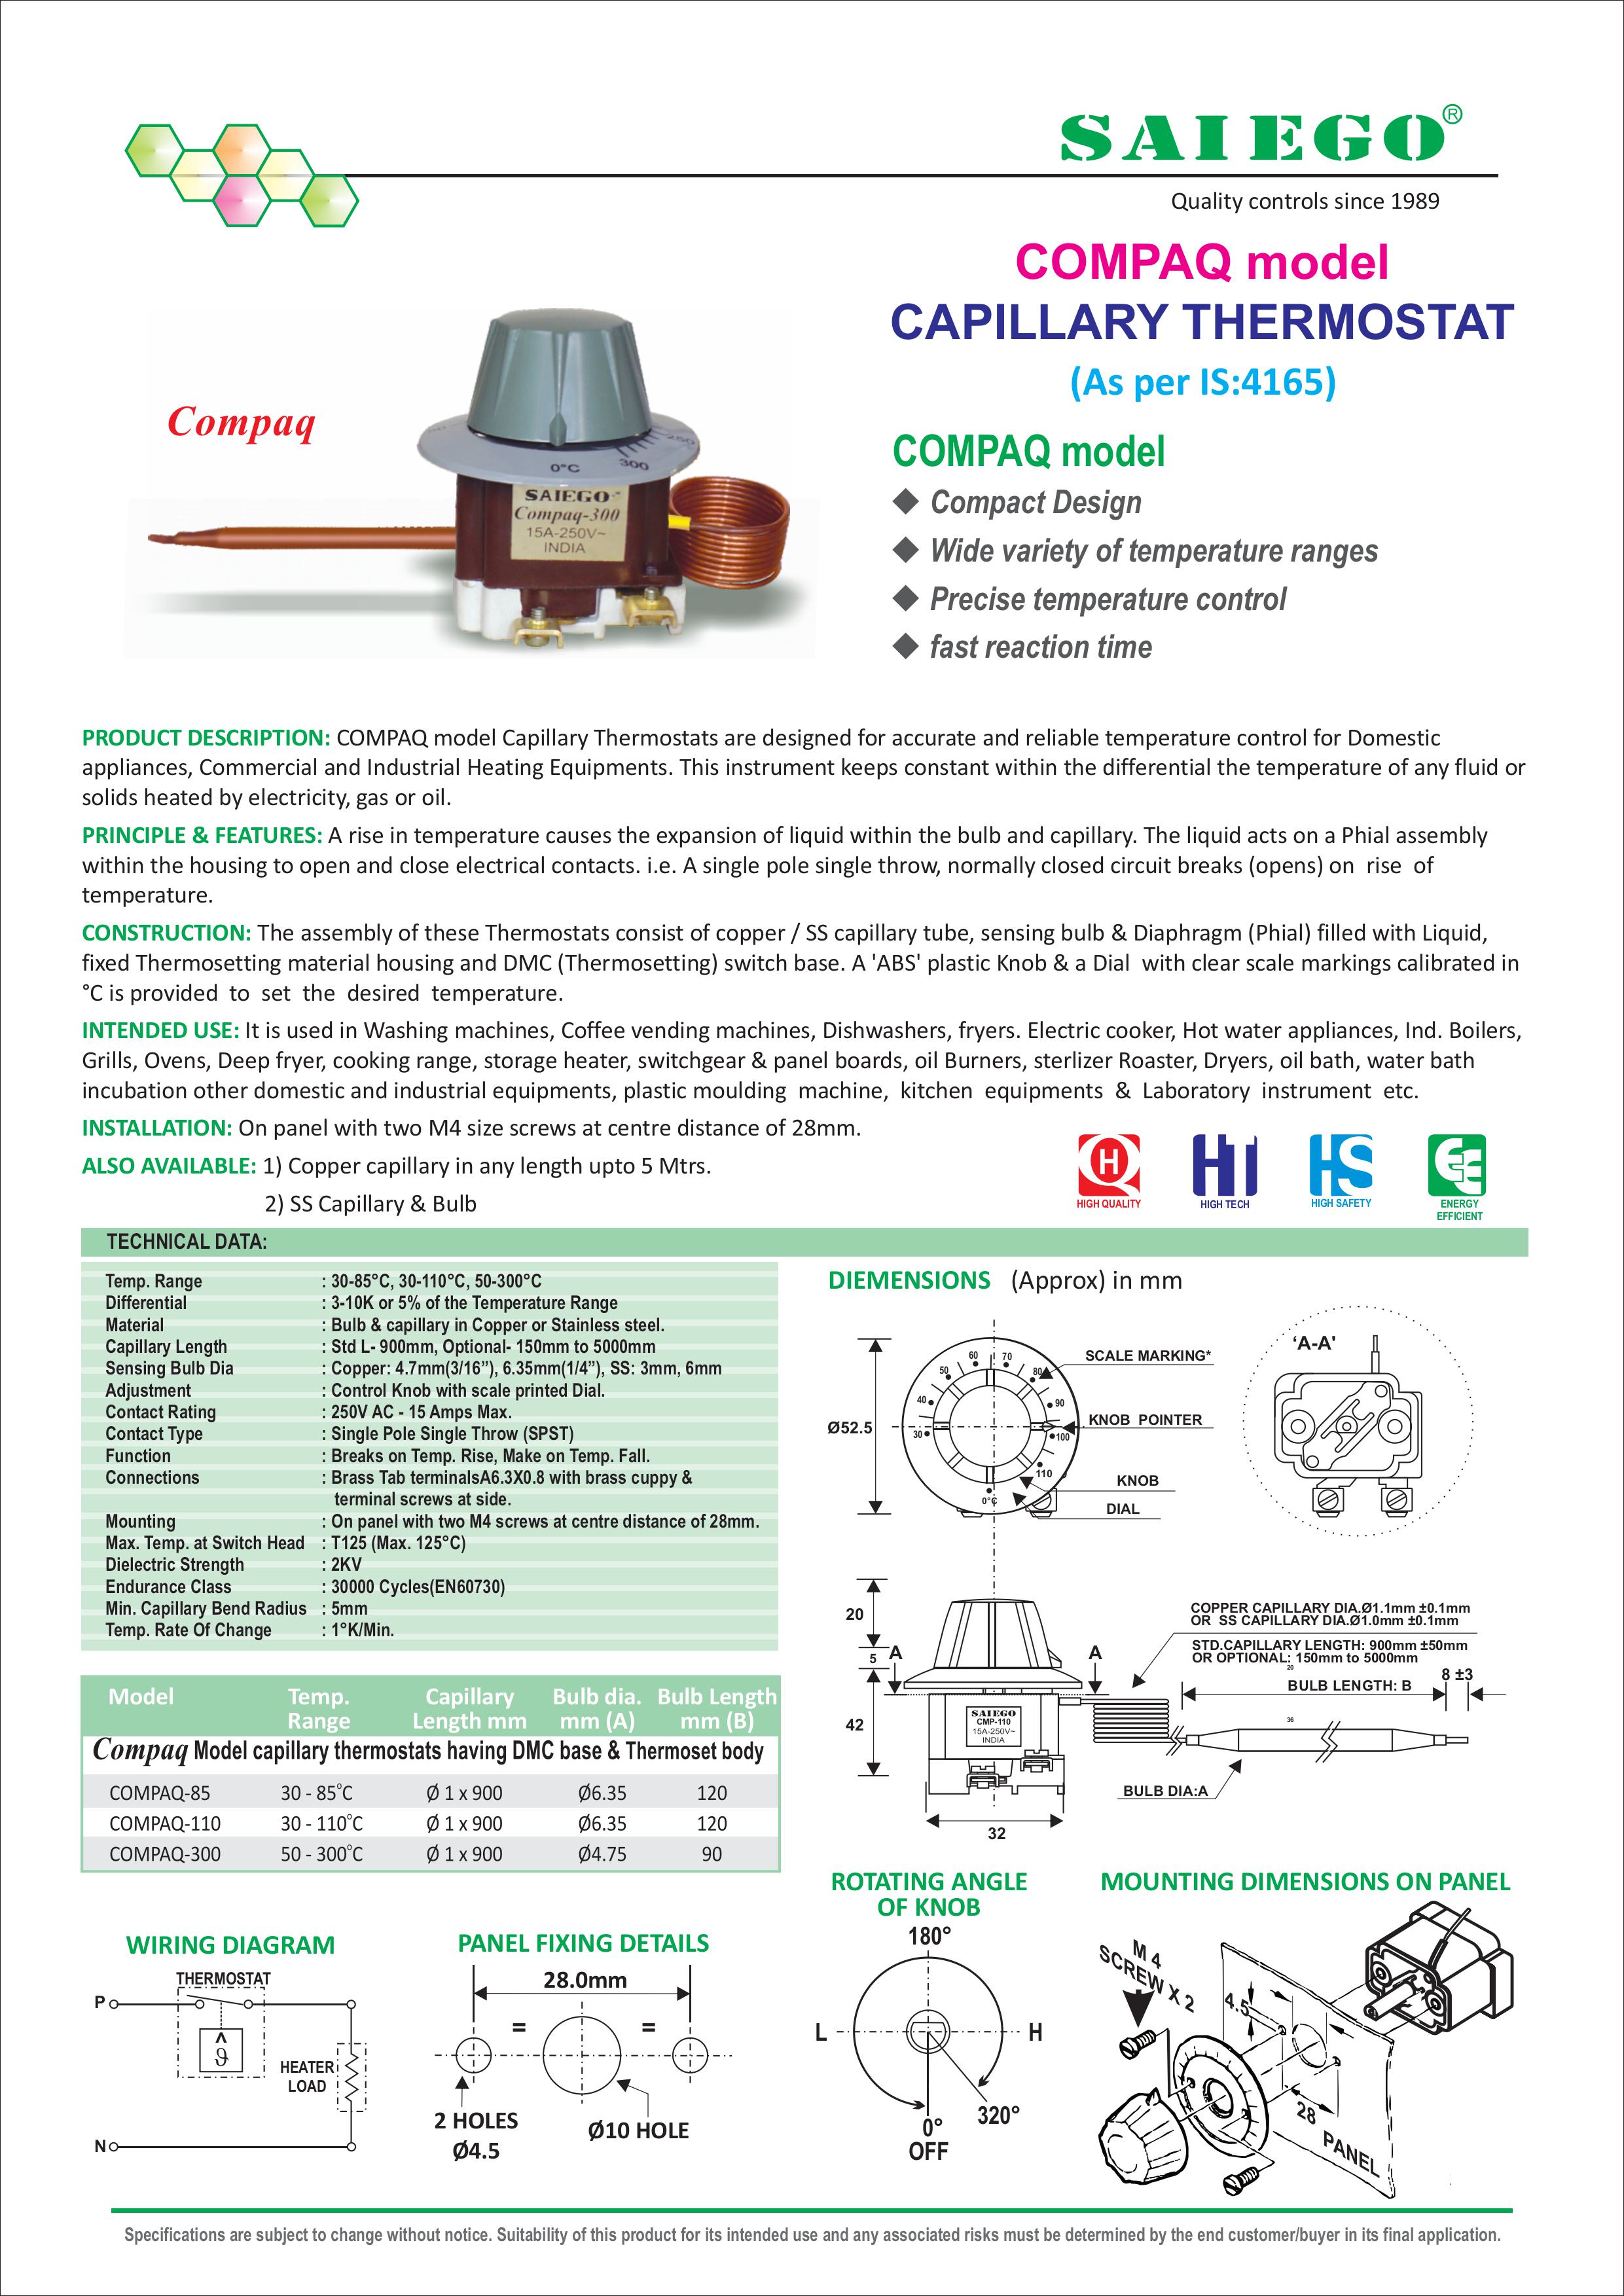 SAIEGO®
Quality controls since 1989
COMPAQ model
CAPILLARY THERMOSTAT
(As per IS:4165)
Compaq
0°C 300 250
SAIEGO
Compaq-300
15A-250V~
INDIA
COMPAQ model
◆ Compact Design
◆ Wide variety of temperature ranges
◆ Precise temperature control
◆ fast reaction time
PRODUCT DESCRIPTION: COMPAQ model Capillary Thermostats are designed for accurate and reliable temperature control for Domestic
appliances, Commercial and Industrial Heating Equipments. This instrument keeps constant within the differential the temperature of any fluid or
solids heated by electricity, gas or oil.
PRINCIPLE & FEATURES: A rise in temperature causes the expansion of liquid within the bulb and capillary. The liquid acts on a Phial assembly
within the housing to open and close electrical contacts. i.e. A single pole single throw, normally closed circuit breaks (opens) on rise of
temperature.
CONSTRUCTION: The assembly of these Thermostats consist of copper / SS capillary tube, sensing bulb & Diaphragm (Phial) filled with Liquid,
fixed Thermosetting material housing and DMC (Thermosetting) switch base. A 'ABS' plastic Knob & a Dial with clear scale markings calibrated in
°C is provided to set the desired temperature.
INTENDED USE: It is used in Washing machines, Coffee vending machines, Dishwashers, fryers. Electric cooker, Hot water appliances, Ind. Boilers,
Grills, Ovens, Deep fryer, cooking range, storage heater, switchgear & panel boards, oil Burners, sterlizer Roaster, Dryers, oil bath, water bath
incubation other domestic and industrial equipments, plastic moulding machine, kitchen equipments & Laboratory instrument etc.
INSTALLATION: On panel with two M4 size screws at centre distance of 28mm.
ALSO AVAILABLE: 1) Copper capillary in any length upto 5 Mtrs.
2) SS Capillary & Bulb
HIGH QUALITY
HIGH TECH
HIGH SAFETY
ENERGY
EFFICIENT
TECHNICAL DATA:
Temp. Range : 30-85°C, 30-110°C, 50-300°C
Differential : 3-10K or 5% of the Temperature Range
Material : Bulb & capillary in Copper or Stainless steel.
Capillary Length : Std L- 900mm, Optional- 150mm to 5000mm
Sensing Bulb Dia : Copper: 4.7mm(3/16”), 6.35mm(1/4”), SS: 3mm, 6mm
Adjustment : Control Knob with scale printed Dial.
Contact Rating : 250V AC - 15 Amps Max.
Contact Type : Single Pole Single Throw (SPST)
Function : Breaks on Temp. Rise, Make on Temp. Fall.
Connections : Brass Tab terminalsA6.3X0.8 with brass cuppy &
terminal screws at side.
Mounting : On panel with two M4 screws at centre distance of 28mm.
Max. Temp. at Switch Head : T125 (Max. 125°C)
Dielectric Strength : 2KV
Endurance Class : 30000 Cycles(EN60730)
Min. Capillary Bend Radius : 5mm
Temp. Rate Of Change : 1°K/Min.
Model Temp. Capillary Bulb dia. Bulb Length
Range Length mm mm (A) mm (B)
Compaq Model capillary thermostats having DMC base & Thermoset body
COMPAQ-85 30 - 85°C Ø 1 x 900 Ø6.35 120
COMPAQ-110 30 - 110°C Ø 1 x 900 Ø6.35 120
COMPAQ-300 50 - 300°C Ø 1 x 900 Ø4.75 90
DIEMENSIONS (Approx) in mm
Ø52.5
30 40 50 60 70 80 90 100 110 0°C
SCALE MARKING*
KNOB POINTER
KNOB
DIAL
‘A-A'
20
5
42
A A
SAIEGO
CMP-110
15A-250V~
INDIA
32
COPPER CAPILLARY DIA.Ø1.1mm ±0.1mm
OR SS CAPILLARY DIA.Ø1.0mm ±0.1mm
STD.CAPILLARY LENGTH: 900mm ±50mm
OR OPTIONAL: 150mm to 5000mm
20
BULB LENGTH: B
8 ±3
36
BULB DIA:A
WIRING DIAGRAM
THERMOSTAT
P
ϑ
HEATER
LOAD
N
PANEL FIXING DETAILS
28.0mm
= =
2 HOLES
Ø4.5
Ø10 HOLE
ROTATING ANGLE
OF KNOB
180°
L H
0°
320°
OFF
MOUNTING DIMENSIONS ON PANEL
M 4
SCREW X 2
4.5
28
PANEL
Specifications are subject to change without notice. Suitability of this product for its intended use and any associated risks must be determined by the end customer/buyer in its final application.